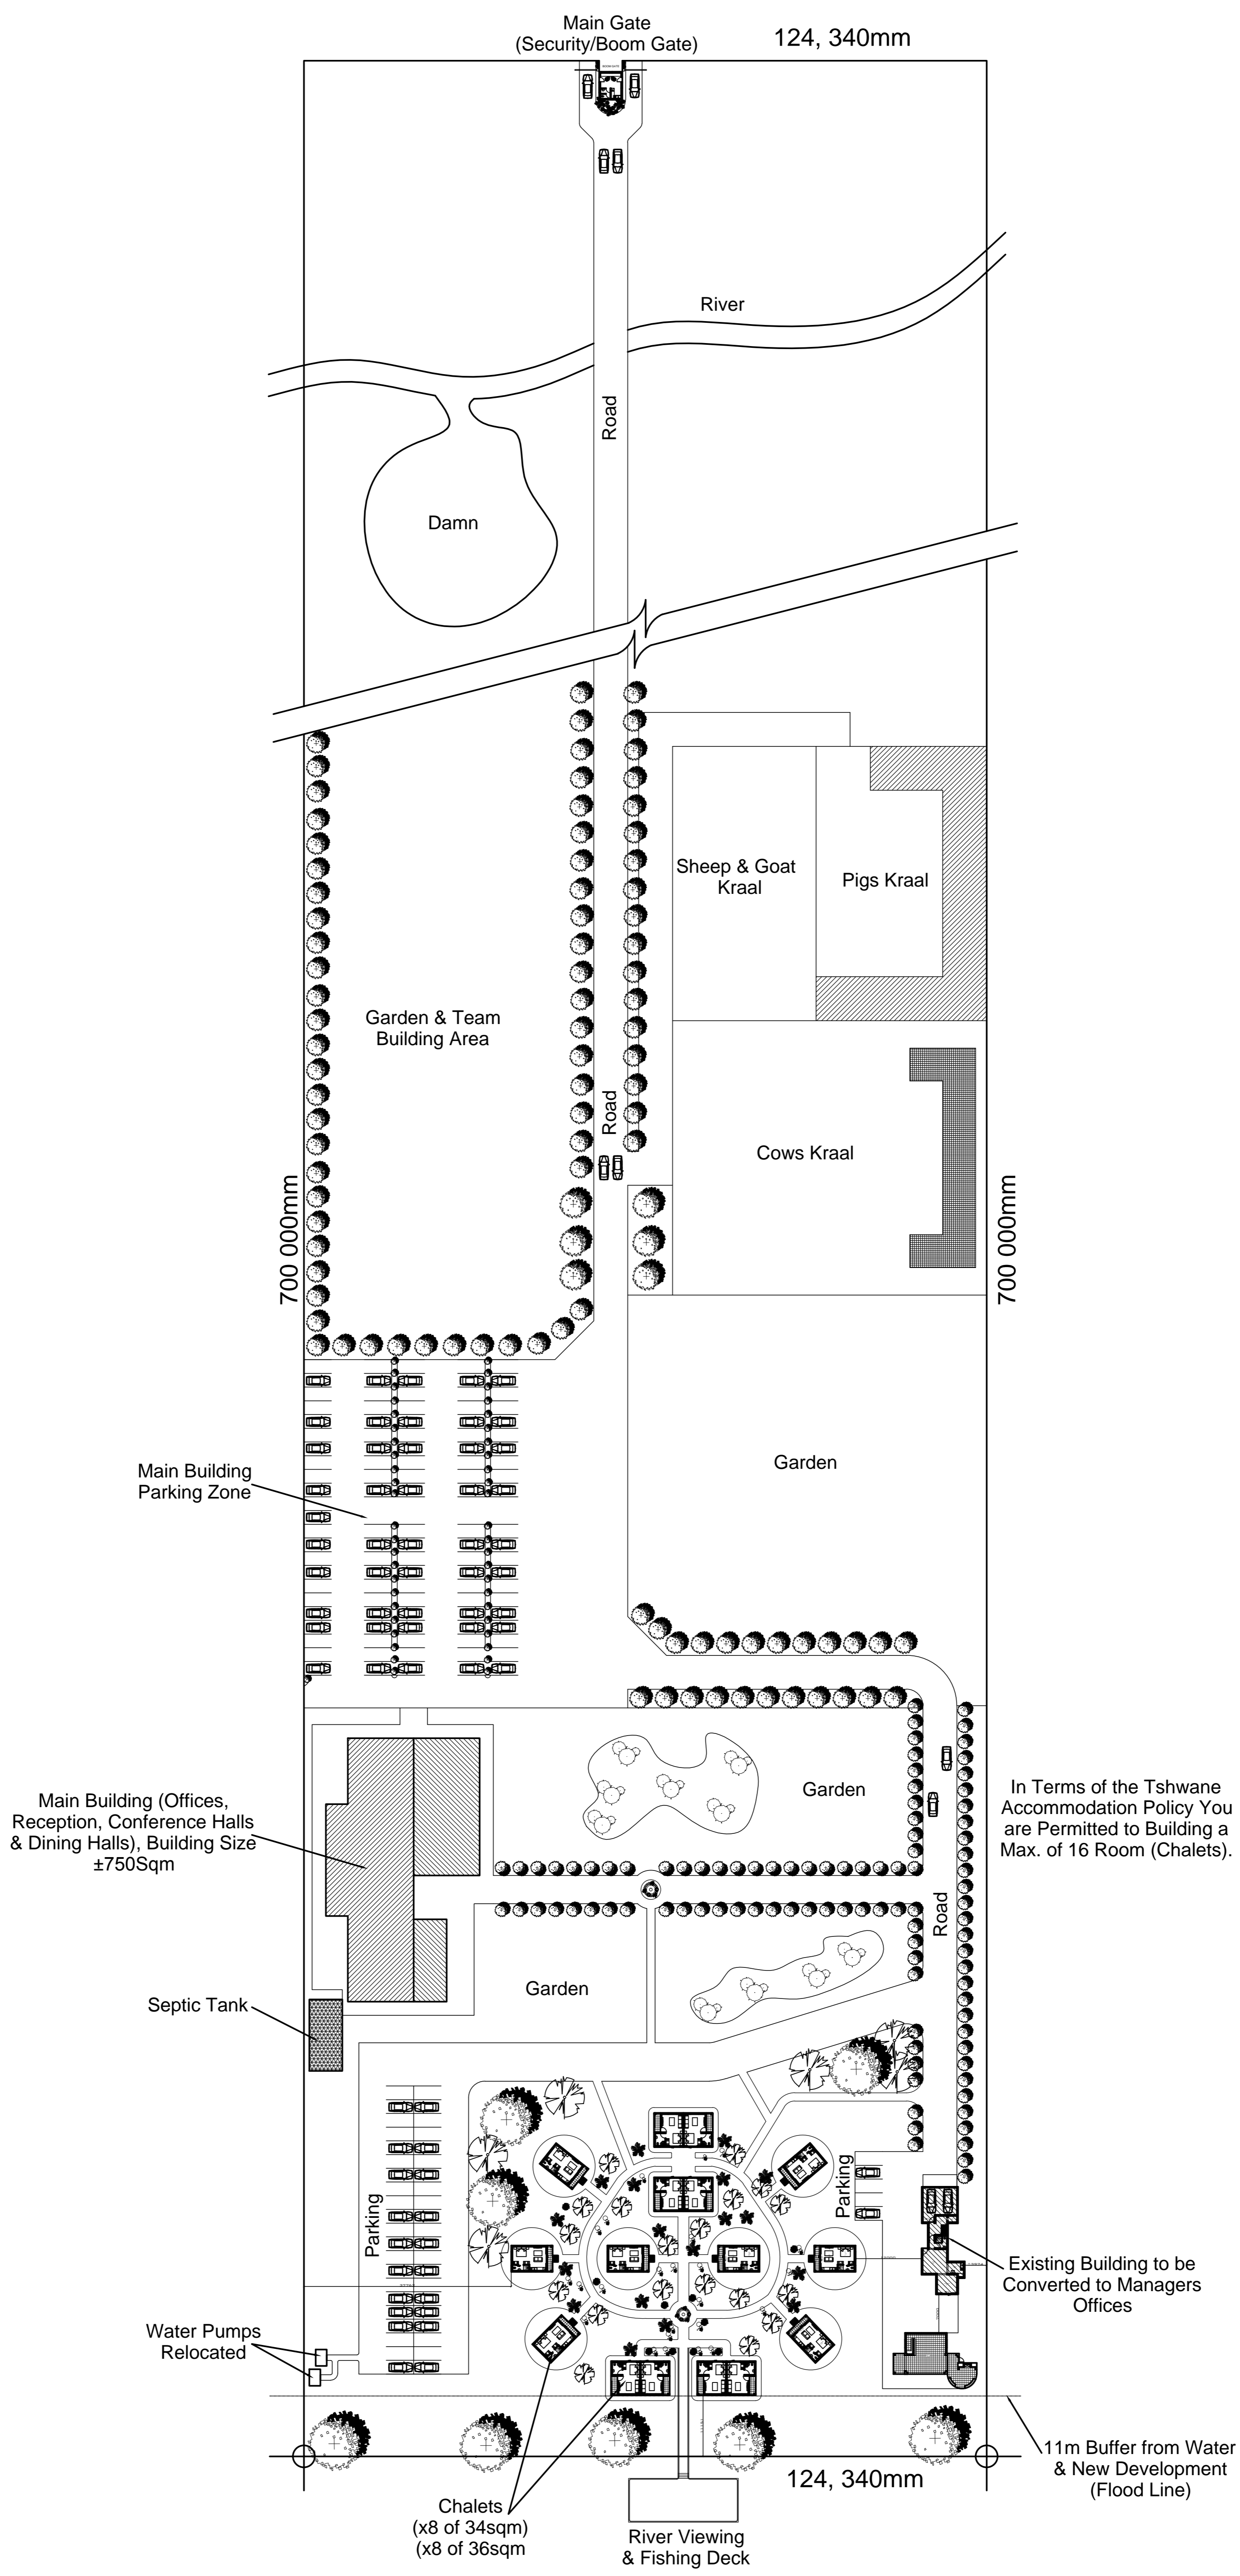 Main Gate
(Security/Boom Gate)
124, 340mm
River
Road
Damn
Sheep & Goat
Kraal
Pigs Kraal
Garden & Team
Building Area
Road
Cows Kraal
700 000mm
700 000mm
Garden
Main Building
Parking Zone
Garden
Main Building (Offices,
Reception, Conference Halls
& Dining Halls), Building Size
±750Sqm
In Terms of the Tshwane
Accommodation Policy You
are Permitted to Building a
Max. of 16 Room (Chalets).
Road
Garden
Septic Tank
Parking
Parking
Existing Building to be
Converted to Managers
Offices
Water Pumps
Relocated
11m Buffer from Water
& New Development
(Flood Line)
124, 340mm
Chalets
(x8 of 34sqm)
(x8 of 36sqm
River Viewing
& Fishing Deck